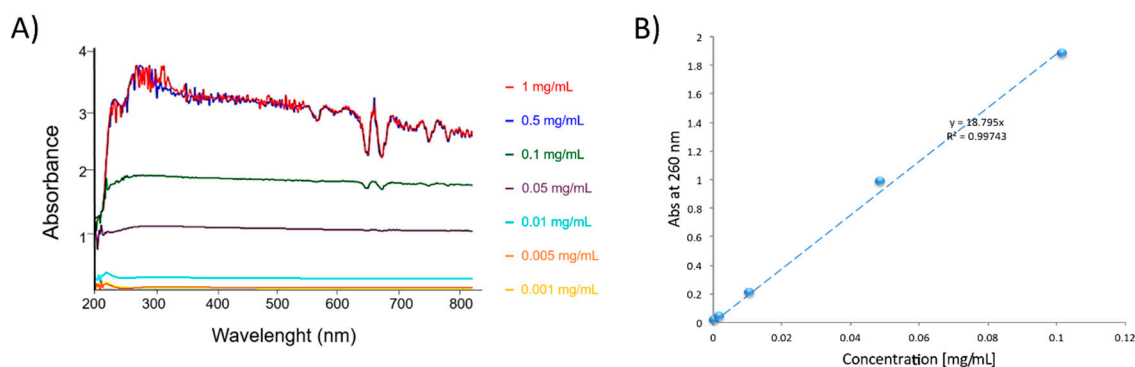 A)
4
3
2
1
Absorbance
200 300 400 500 600 700 800
Wavelenght (nm)
1 mg/mL
0.5 mg/mL
0.1 mg/mL
0.05 mg/mL
0.01 mg/mL
0.005 mg/mL
0.001 mg/mL
B)
2
1.8
1.6
1.4
1.2
1
0.8
0.6
0.4
0.2
0
Abs at 260 nm
y = 18.795x
R² = 0.99743
0 0.02 0.04 0.06 0.08 0.1 0.12
Concentration [mg/mL]